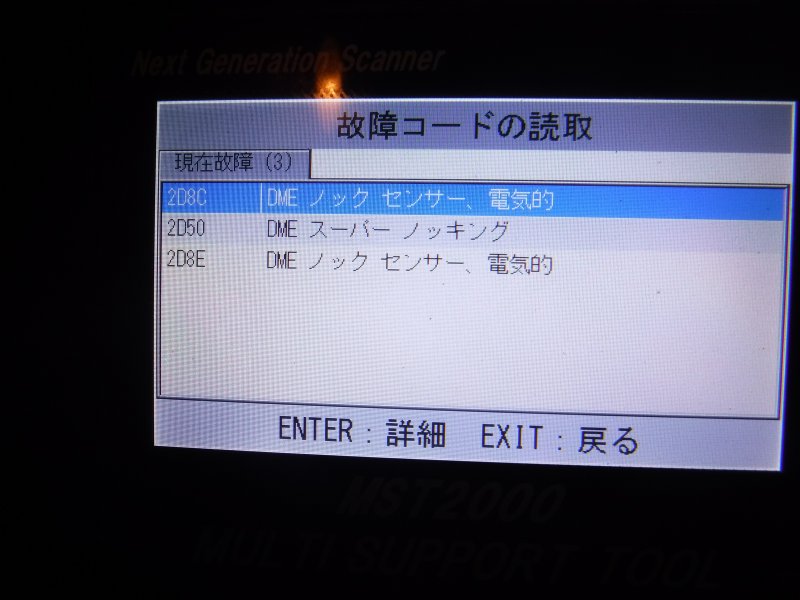 Next Generation Scanner
故障コードの読取
現在故障 (3)
2D8C DME ノック センサー、電気的
2D50 DME スーパー ノッキング
2D8E DME ノック センサー、電気的
ENTER : 詳細 EXIT : 戻る
MST2000
MULTI SUPPORT TOOL